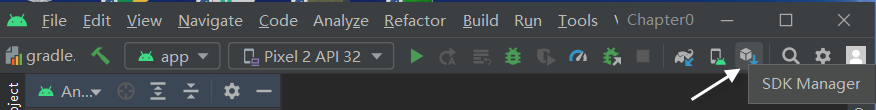 File Edit View Navigate Code Analyze Refactor Build Run Tools Chapter0
gradle. app Pixel 2 API 32
SDK Manager
An...